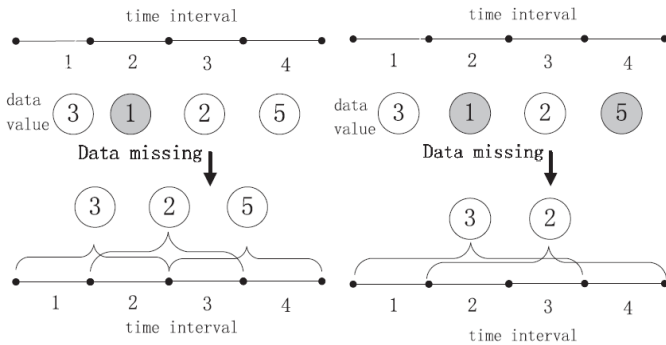 time interval
1 2 3 4
data value 3 1 2 5
Data missing
3 2 5
1 2 3 4
time interval
time interval
1 2 3 4
data value 3 1 2 5
Data missing
3 2
1 2 3 4
time interval